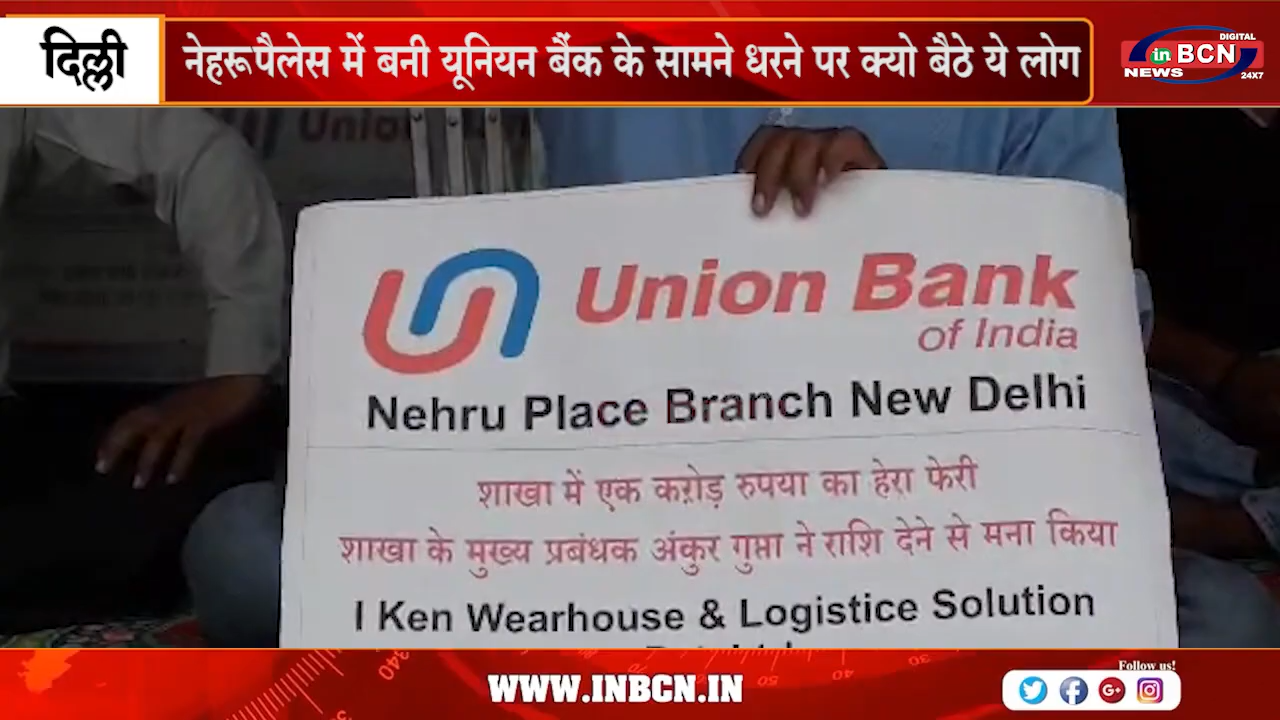 दिल्ली
नेहरूपैलेस में बनी यूनियन बैंक के सामने धरने पर क्यो बैठे ये लोग
DIGITAL
in BCN
NEWS 24X7
Union
Union Bank
of India
Nehru Place Branch New Delhi
शाखा में एक करो़ड़ रुपया का हेरा फेरी
शाखा के मुख्य प्रबंधक अंकुर गुप्ता ने राशि देने से मना किया
I Ken Wearhouse & Logistice Solution
WWW.INBCN.IN
Follow us!